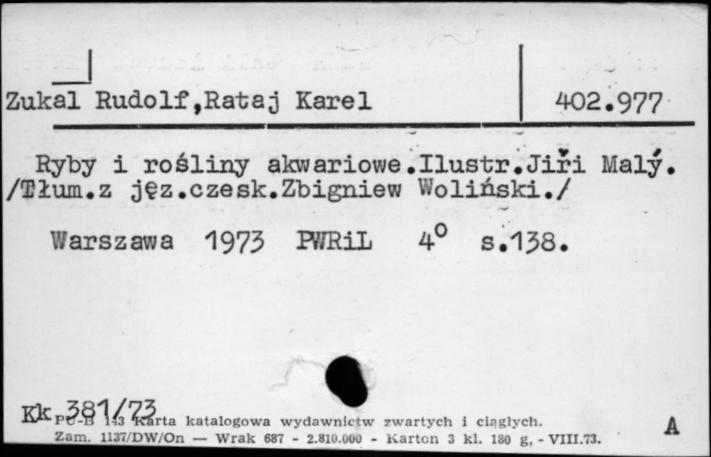 Zukal Rudolf,Rataj Karel 402.977
Ryby i rośliny akwariowe.Ilustr.Jiři Malý.
/Tłum.z jęz.czesk.Zbigniew Woliński./
Warszawa 1973 PWRiL 4° s.138.
Kk 381/73
PU-B 143 Karta katalogowa wydawnictw zwartych i ciągłych.
Zam. 1137/DW/On — Wrak 687 - 2.810.000 - Karton 3 kl. 180 g, - VIII.73.
A